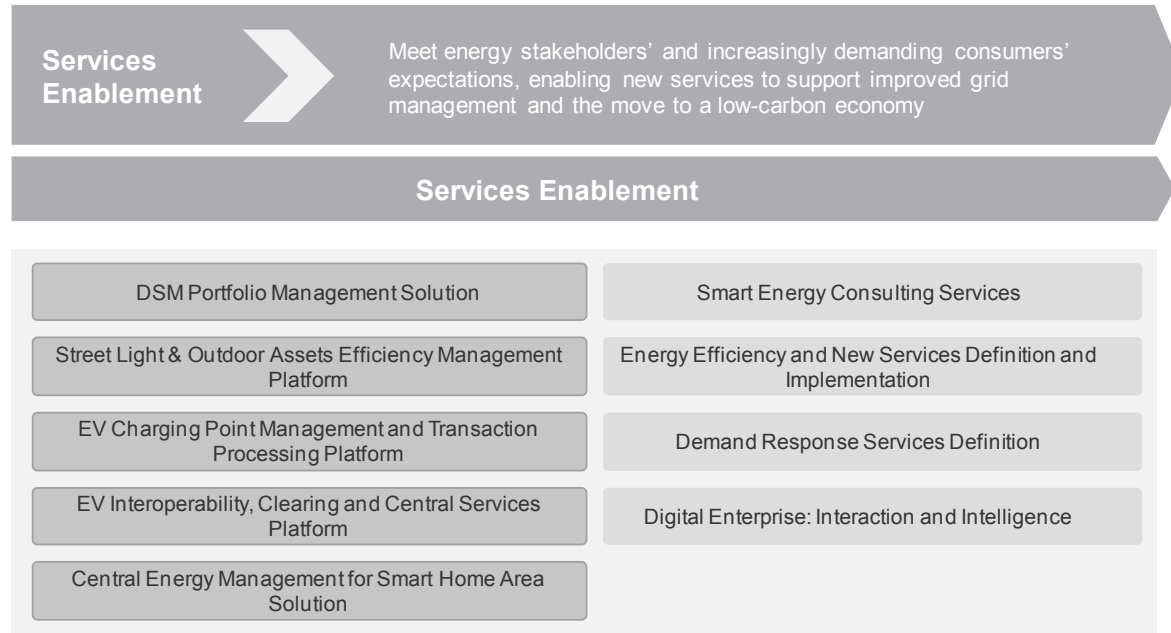 Services
Enablement
Meet energy stakeholders’ and increasingly demanding consumers’
expectations, enabling new services to support improved grid
management and the move to a low-carbon economy
Services Enablement
DSM Portfolio Management Solution
Street Light & Outdoor Assets Efficiency Management
Platform
EV Charging Point Management and Transaction
Processing Platform
EV Interoperability, Clearing and Central Services
Platform
Central Energy Management for Smart Home Area
Solution
Smart Energy Consulting Services
Energy Efficiency and New Services Definition and
Implementation
Demand Response Services Definition
Digital Enterprise: Interaction and Intelligence